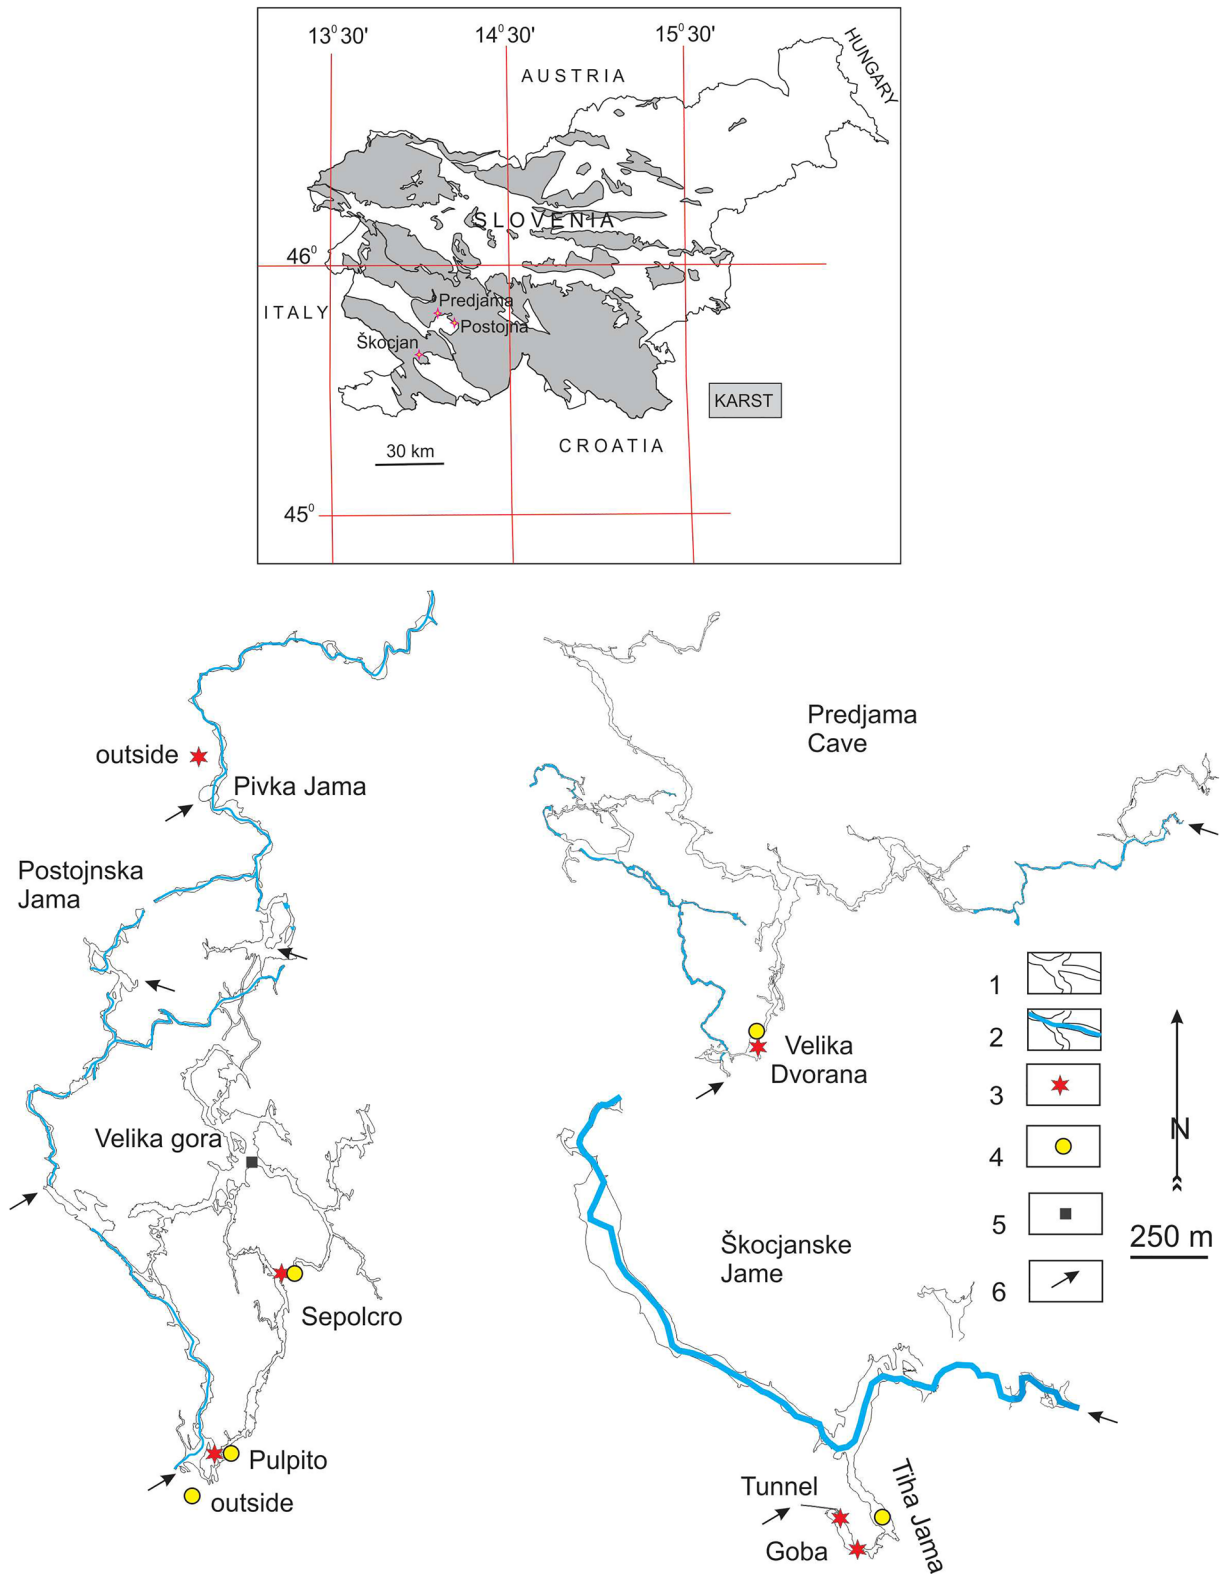 13⁰30'
14⁰30'
15⁰30'
AUSTRIA
HUNGARY
SLOVENIA
46⁰
ITALY
Predjama
Postojna
Škocjan
KARST
30 km
CROATIA
45⁰
outside
Pivka Jama
Postojnska
Jama
Velika gora
Sepolcro
Pulpito
outside
Predjama
Cave
Velika
Dvorana
Škocjanske
Jame
Tunnel
Goba
Tiha Jama
1
2
3
4
5
6
N
250 m